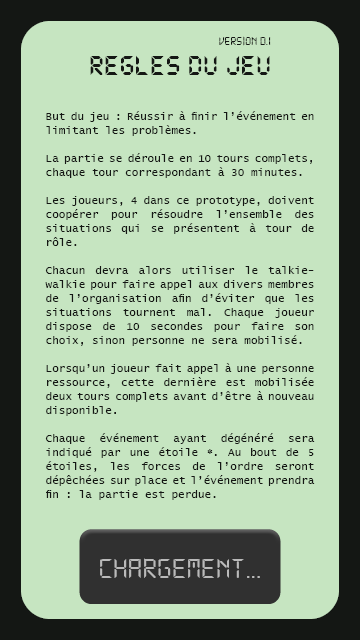 VERSION 0.1
REGLES DU JEU
But du jeu : Réussir à finir l'événement en
limitant les problèmes.
La partie se déroule en 10 tours complets,
chaque tour correspondant à 30 minutes.
Les joueurs, 4 dans ce prototype, doivent
coopérer pour résoudre l'ensemble des
situations qui se présentent à tour de
rôle.
Chacun devra alors utiliser le talkie-
walkie pour faire appel aux divers membres
de l'organisation afin d'éviter que les
situations tournent mal. Chaque joueur
dispose de 10 secondes pour faire son
choix, sinon personne ne sera mobilisé.
Lorsqu'un joueur fait appel à une personne
ressource, cette dernière est mobilisée
deux tours complets avant d'être à nouveau
disponible.
Chaque événement ayant dégénéré sera
indiqué par une étoile *. Au bout de 5
étoiles, les forces de l'ordre seront
dépêchées sur place et l'événement prendra
fin : la partie est perdue.
CHARGEMENT...